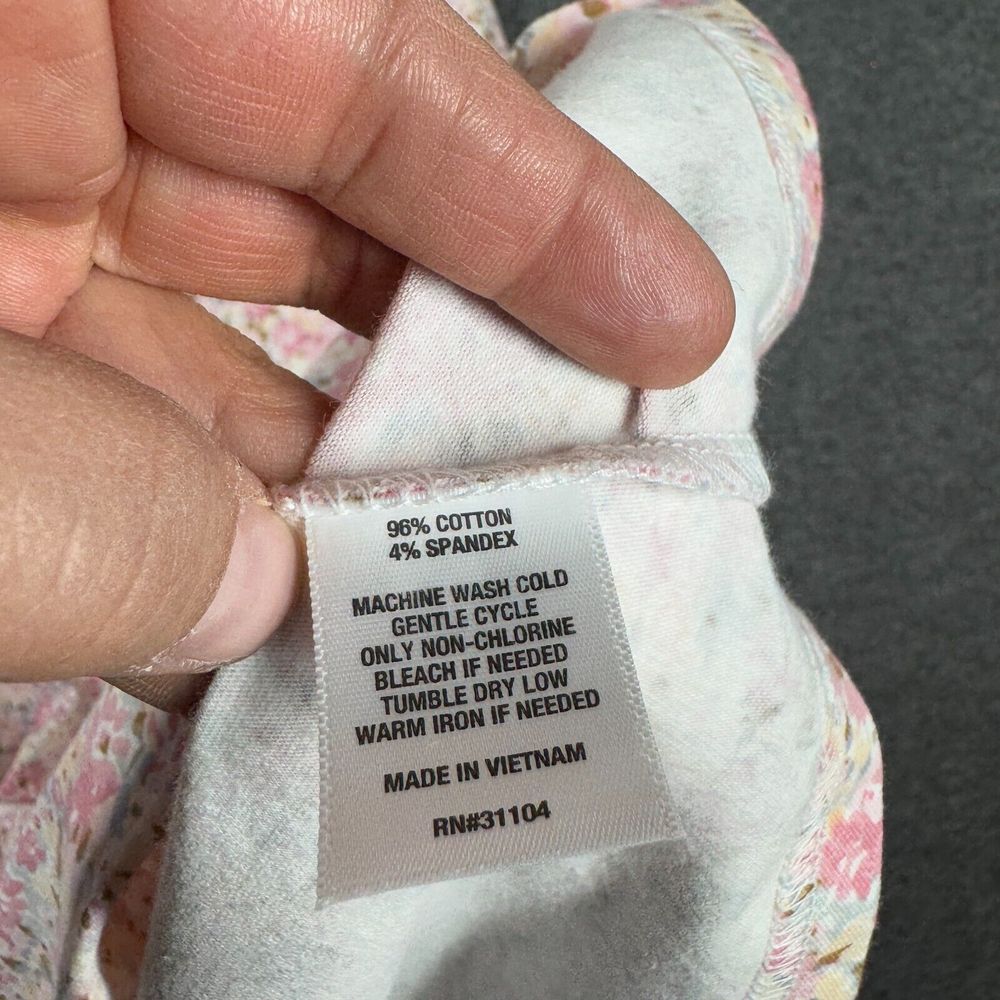 96% COTTON
4% SPANDEX
MACHINE WASH COLD
GENTLE CYCLE
ONLY NON-CHLORINE
BLEACH IF NEEDED
TUMBLE DRY LOW
WARM IRON IF NEEDED
MADE IN VIETNAM
RN#31104